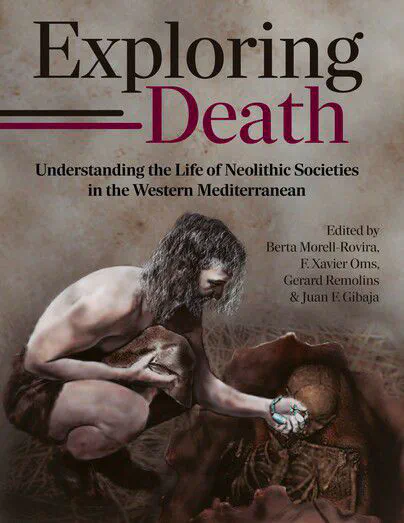 Exploring
Death
Understanding the Life of Neolithic Societies
in the Western Mediterranean
Edited by
Berta Morell-Rovira,
F. Xavier Oms,
Gerard Remolins
& Juan F. Gibaja